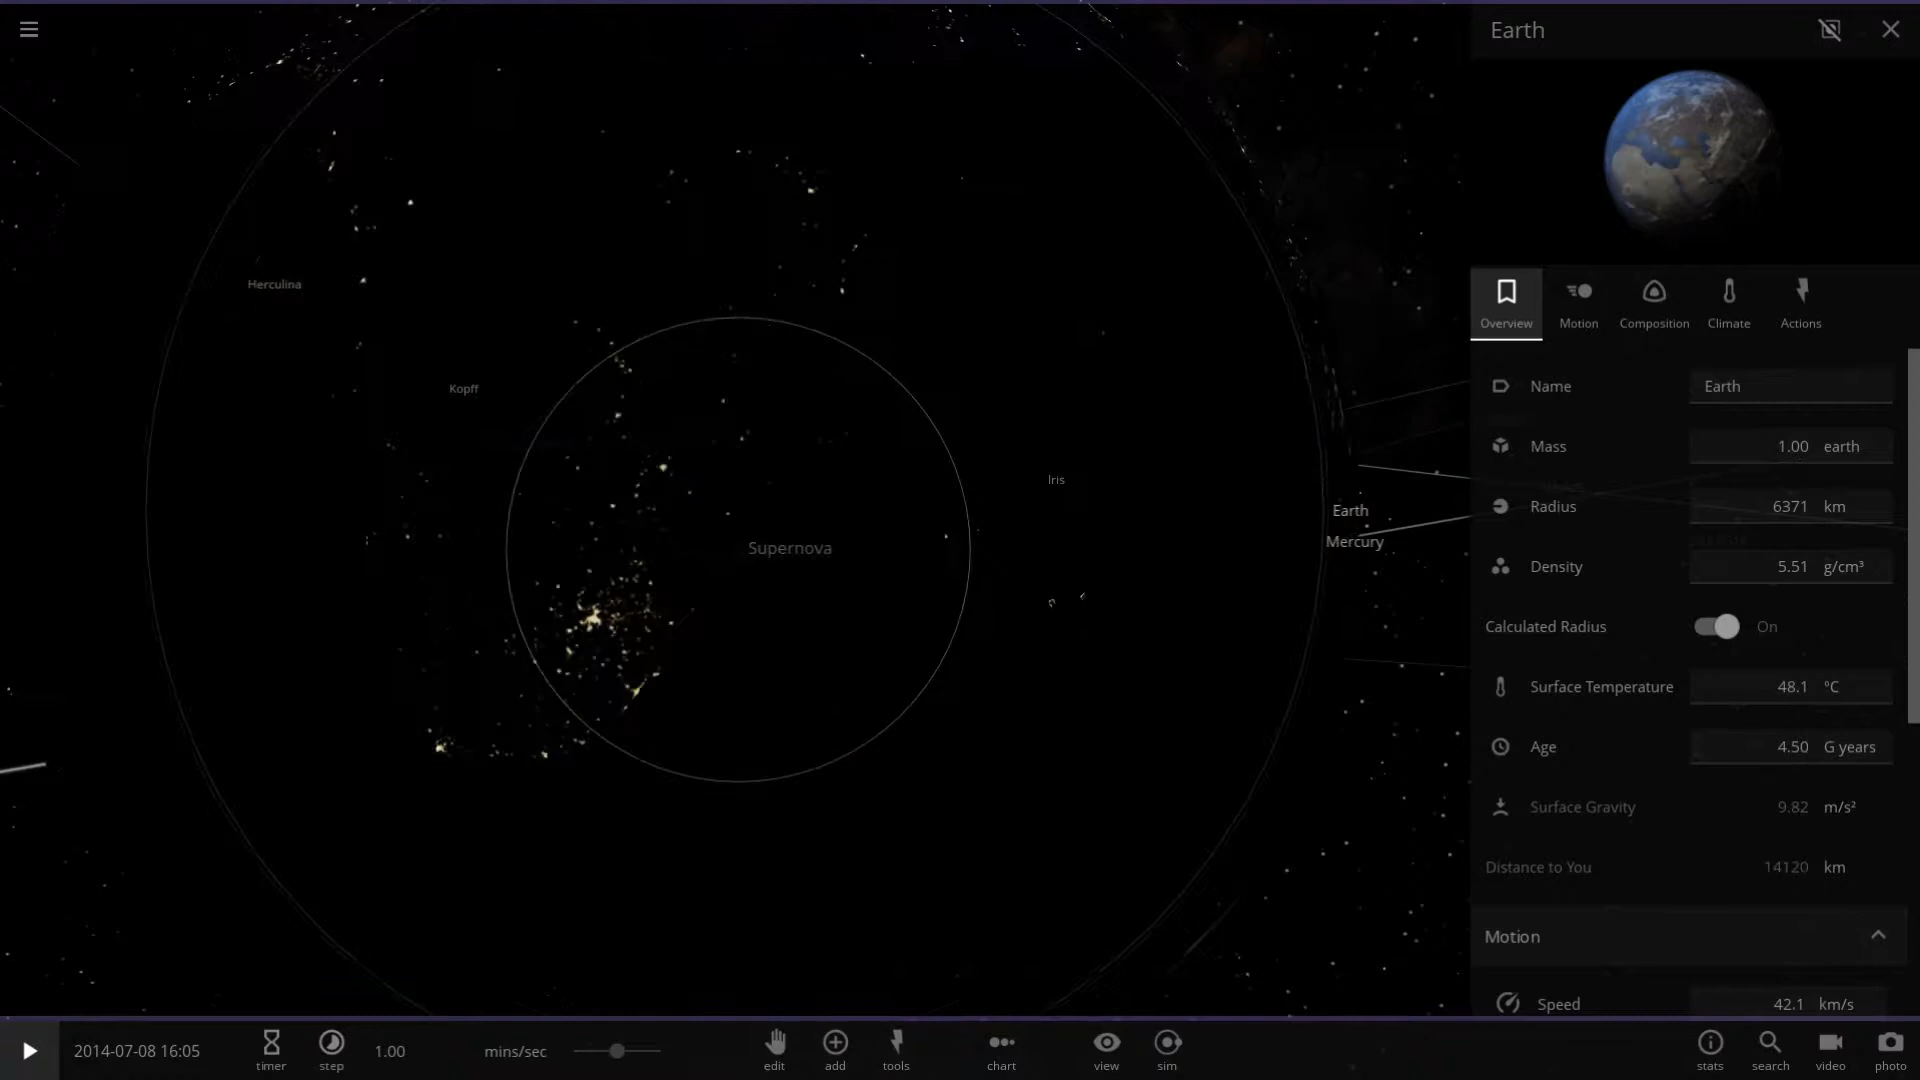 Earth
Herculina
Kopff
Iris
Earth
Mercury
Supernova
Overview
Motion
Composition
Climate
Actions
Name Earth
Mass 1.00 earth
Radius 6371 km
Density 5.51 g/cm³
Calculated Radius On
Surface Temperature 48.1 °C
Age 4.50 G years
Surface Gravity 9.82 m/s²
Distance to You 14120 km
Motion
Speed 42.1 km/s
2014-07-08 16:05
timer
step
1.00 mins/sec
edit
add
tools
chart
view
sim
stats
search
video
photo